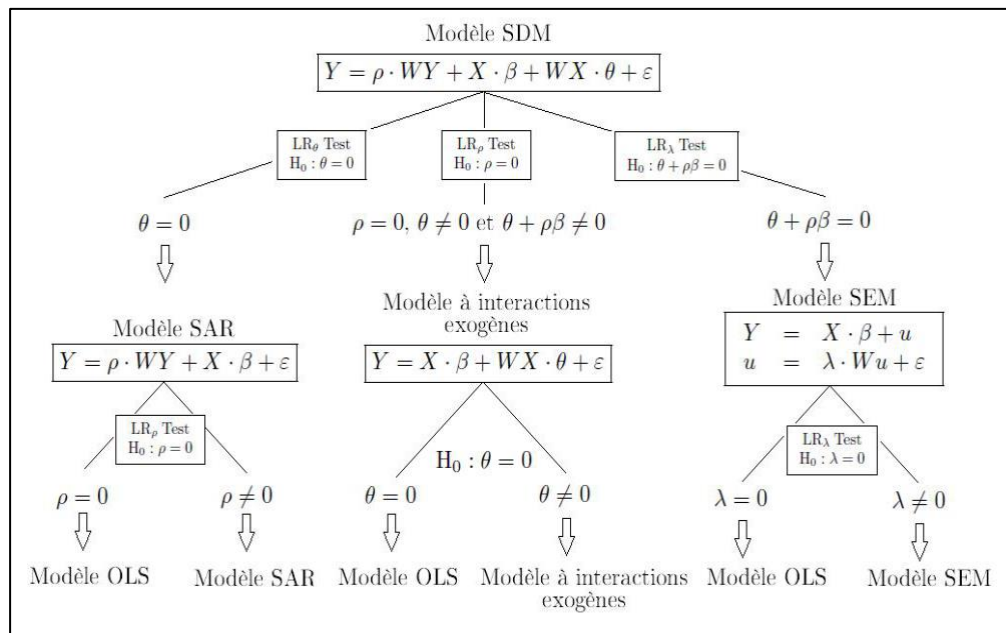 Modèle SDM
Y = ρ · WY + X · β + WX · θ + ε
LRθ Test
H₀ : θ = 0
LRρ Test
H₀ : ρ = 0
LRλ Test
H₀ : θ + ρβ = 0
θ = 0
ρ = 0, θ ≠ 0 et θ + ρβ ≠ 0
θ + ρβ = 0
Modèle SAR
Y = ρ · WY + X · β + ε
Modèle à interactions
exogènes
Y = X · β + WX · θ + ε
Modèle SEM
Y = X · β + u
u = λ · Wu + ε
LRρ Test
H₀ : ρ = 0
H₀ : θ = 0
LRλ Test
H₀ : λ = 0
ρ = 0
ρ ≠ 0
θ = 0
θ ≠ 0
λ = 0
λ ≠ 0
Modèle OLS
Modèle SAR
Modèle OLS
Modèle à interactions
exogènes
Modèle OLS
Modèle SEM